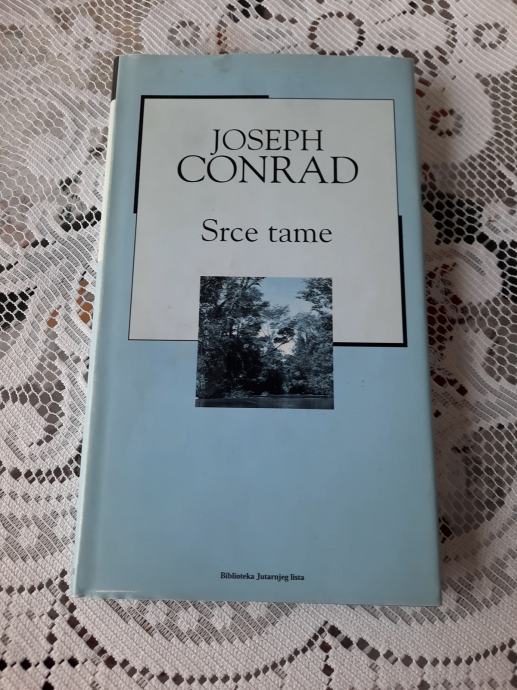 JOSEPH
CONRAD
Srce tame
Biblioteka Jutarnjeg lista